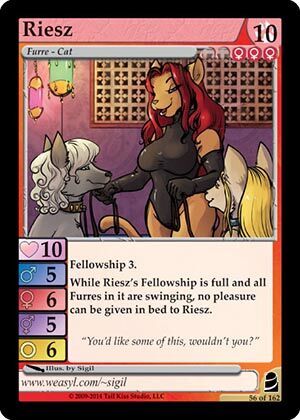 Riesz
10
Furre - Cat
10
5
6
5
6
Fellowship 3.
While Riesz's Fellowship is full and all
Furres in it are swinging, no pleasure
can be given in bed to Riesz.
"You'd like some of this, wouldn't you?"
Illus. by Sigil
www.weasyl.com/~sigil
© 2009-2014 Tail Kiss Studio, LLC
56 of 162